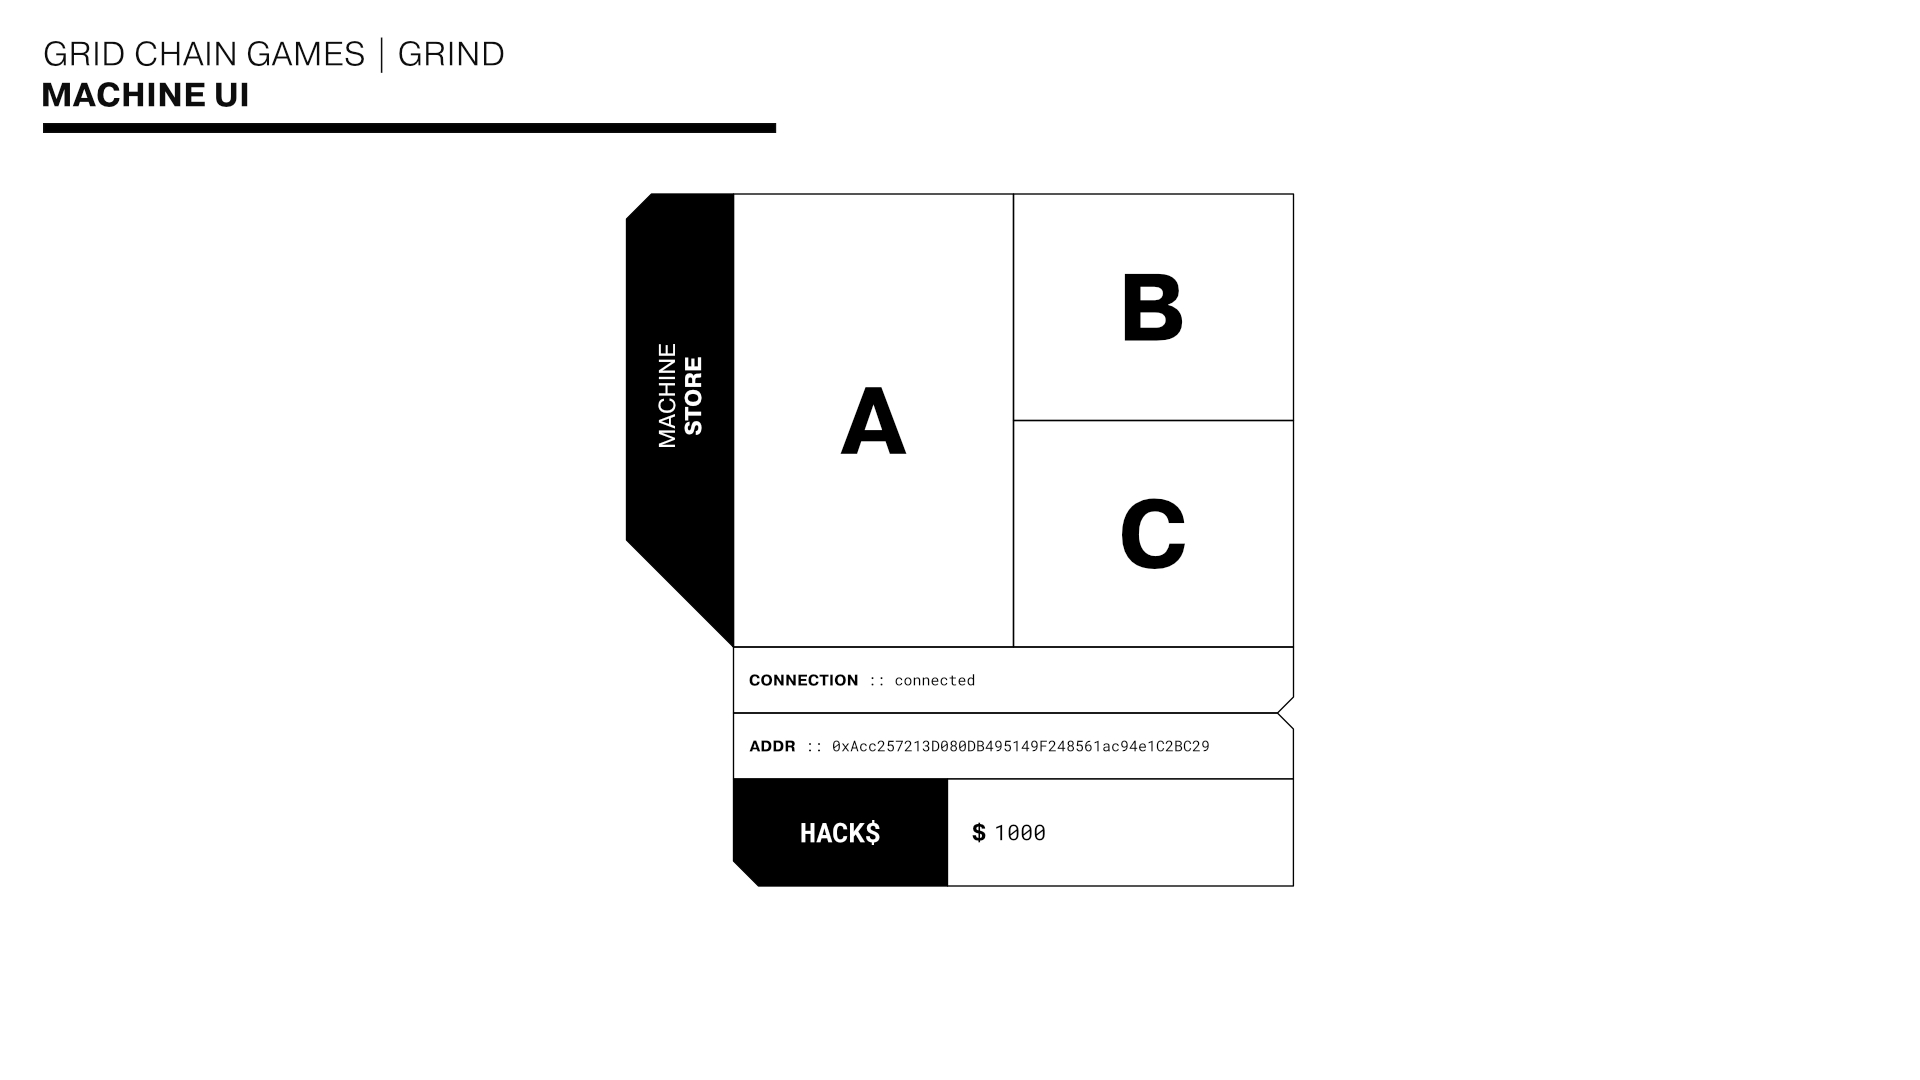 GRID CHAIN GAMES | GRIND
MACHINE UI
MACHINE
STORE
A
B
C
CONNECTION :: connected
ADDR :: 0xAcc257213D080DB495149F248561ac94e1C2BC29
HACK$
$ 1000